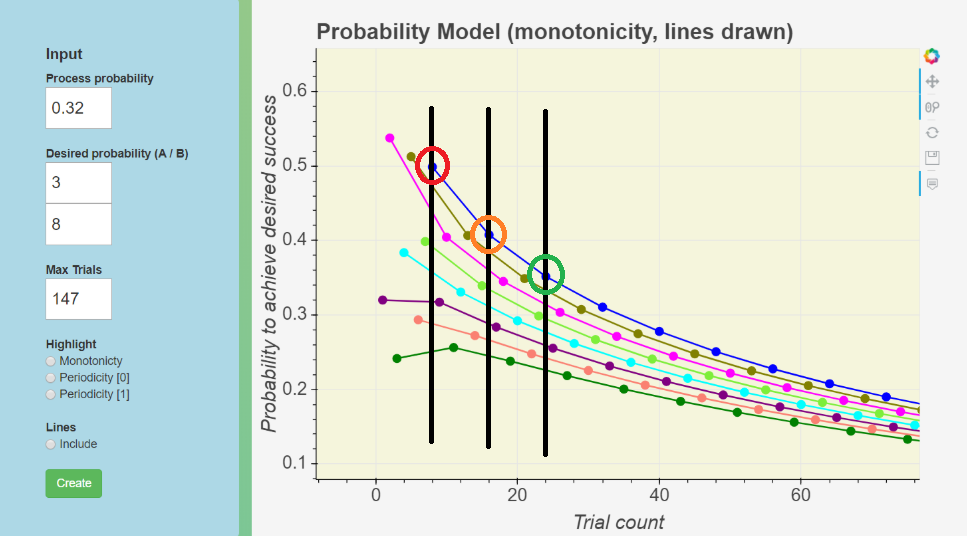 Input
Process probability
0.32
Desired probability (A / B)
3
8
Max Trials
147
Highlight
Monotonicty
Periodicity [0]
Periodicity [1]
Lines
Include
Create
Probability Model (monotonicity, lines drawn)
Probability to achieve desired success
0.6
0.5
0.4
0.3
0.2
0.1
0 20 40 60
Trial count